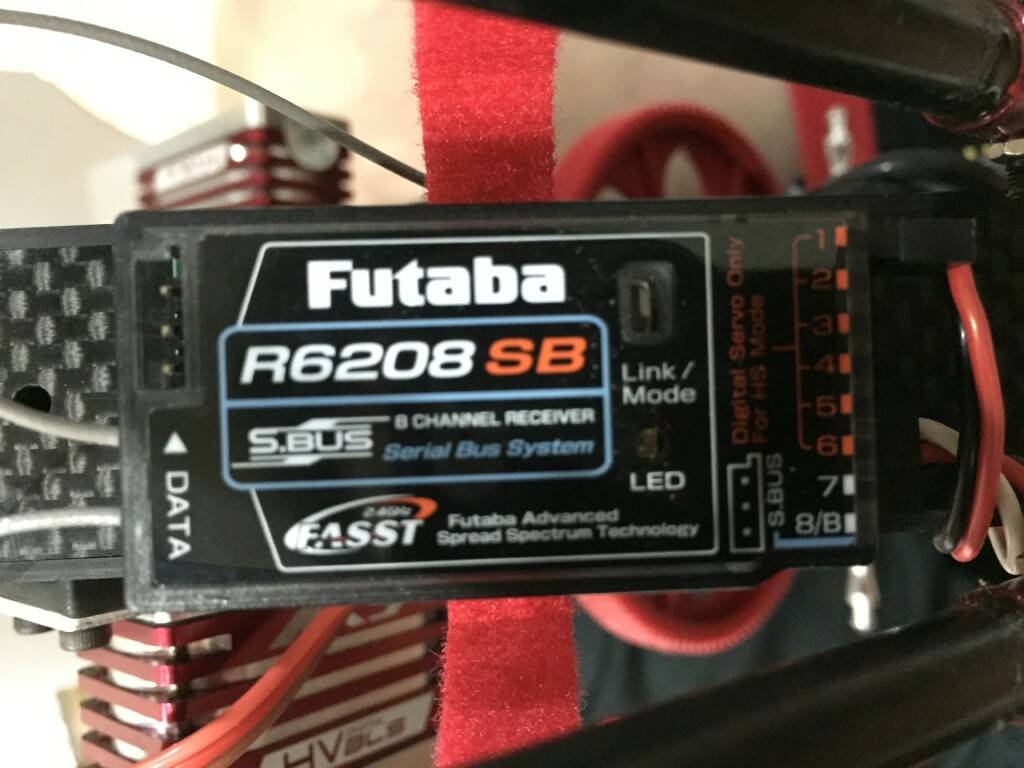 Futaba
R6208 SB
S.BUS
8 CHANNEL RECEIVER
Serial Bus System
2.4GHz
FASST
Futaba Advanced
Spread Spectrum Technology
Link/
Mode
LED
◀ DATA
Digital Servo Only
For HS Mode
S.BUS
1
2
3
4
5
6
7
8/B
HV BLS